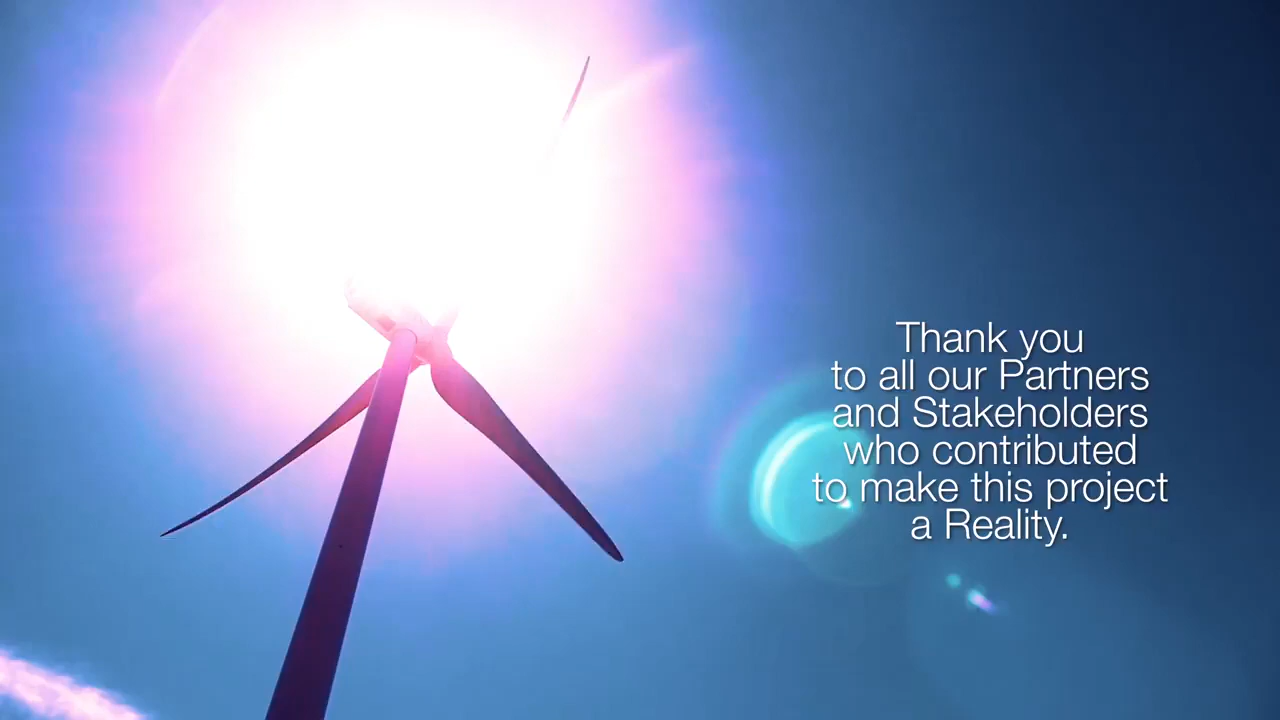 Thank you
to all our Partners
and Stakeholders
who contributed
to make this project
a Reality.